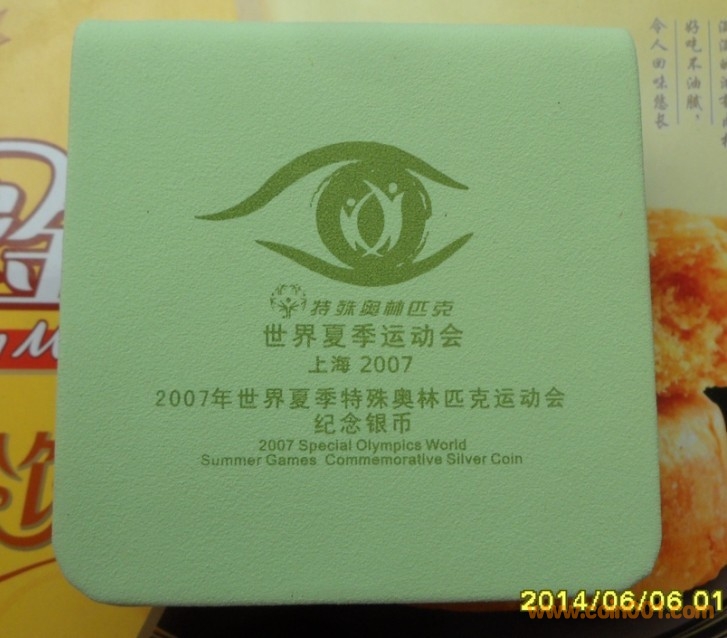 令人回味悠长
好吃不油腻，
特殊奥林匹克
世界夏季运动会
上海 2007
2007年世界夏季特殊奥林匹克运动会
纪念银币
2007 Special Olympics World
Summer Games Commemorative Silver Coin
2014/06/06 01
www.coin001.com